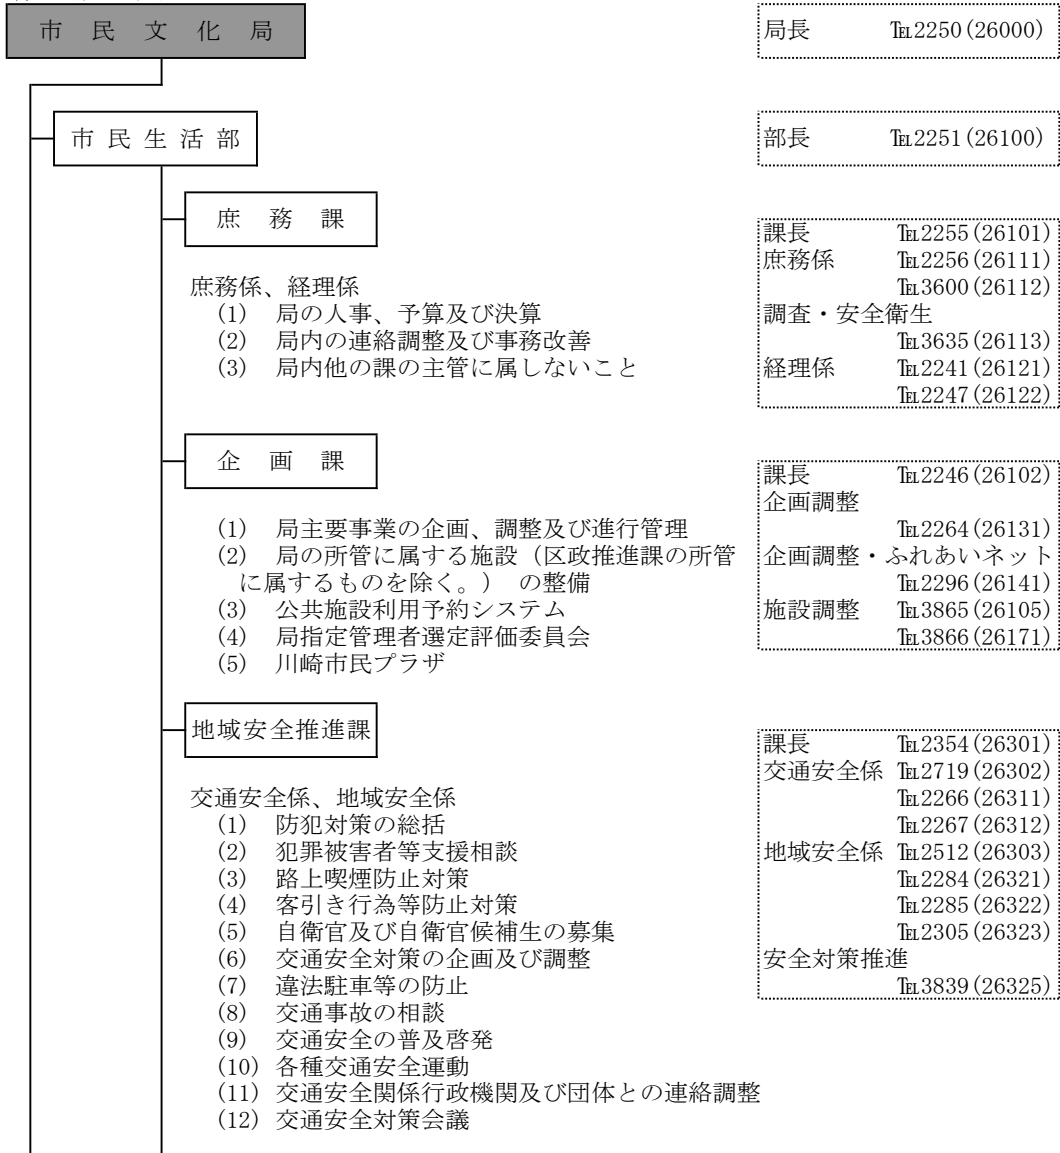 市　民　文　化　局
局長　℡2250(26000)
市 民 生 活 部
部長　℡2251(26100)
庶　務　課
庶務係、経理係
(1)　局の人事、予算及び決算
(2)　局内の連絡調整及び事務改善
(3)　局内他の課の主管に属しないこと
課長　℡2255(26101)
庶務係　℡2256(26111)
℡3600(26112)
調査・安全衛生
℡3635(26113)
経理係　℡2241(26121)
℡2247(26122)
企　画　課
(1)　局主要事業の企画、調整及び進行管理
(2)　局の所管に属する施設（区政推進課の所管
に属するものを除く。） の整備
(3)　公共施設利用予約システム
(4)　局指定管理者選定評価委員会
(5)　川崎市民プラザ
課長　℡2246(26102)
企画調整
℡2264(26131)
企画調整・ふれあいネット
℡2296(26141)
施設調整　℡3865(26105)
℡3866(26171)
地域安全推進課
交通安全係、地域安全係
(1)　防犯対策の総括
(2)　犯罪被害者等支援相談
(3)　路上喫煙防止対策
(4)　客引き行為等防止対策
(5)　自衛官及び自衛官候補生の募集
(6)　交通安全対策の企画及び調整
(7)　違法駐車等の防止
(8)　交通事故の相談
(9)　交通安全の普及啓発
(10) 各種交通安全運動
(11) 交通安全関係行政機関及び団体との連絡調整
(12) 交通安全対策会議
課長　℡2354(26301)
交通安全係 ℡2719(26302)
℡2266(26311)
℡2267(26312)
地域安全係 ℡2512(26303)
℡2284(26321)
℡2285(26322)
℡2305(26323)
安全対策推進
℡3839(26325)